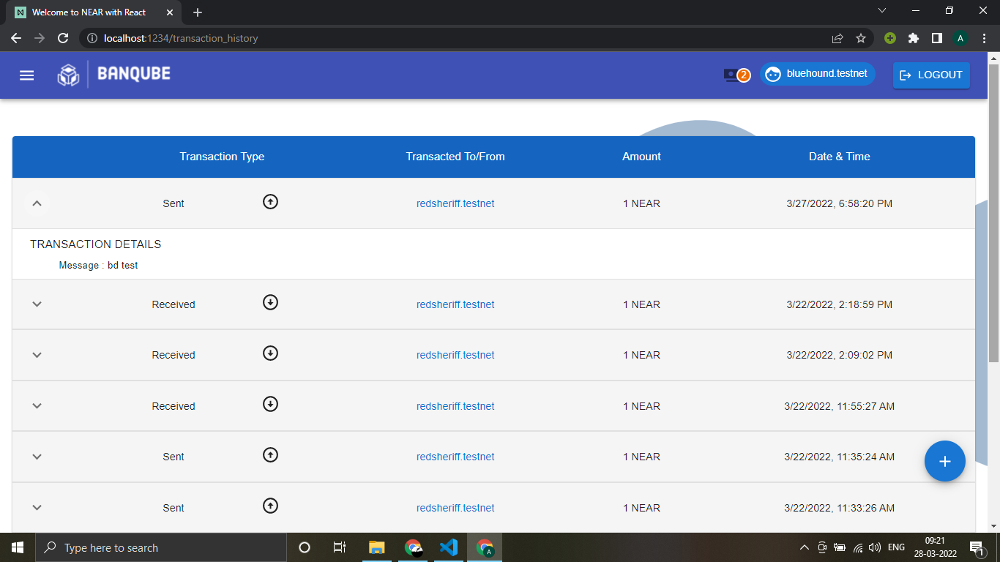 Welcome to NEAR with React
localhost:1234/transaction_history
A
BANQUBE
2
bluehound.testnet
LOGOUT
Transaction Type Transacted To/From Amount Date & Time
Sent redsheriff.testnet 1 NEAR 3/27/2022, 6:58:20 PM
TRANSACTION DETAILS
Message : bd test
Received redsheriff.testnet 1 NEAR 3/22/2022, 2:18:59 PM
Received redsheriff.testnet 1 NEAR 3/22/2022, 2:09:02 PM
Received redsheriff.testnet 1 NEAR 3/22/2022, 11:55:27 AM
Sent redsheriff.testnet 1 NEAR 3/22/2022, 11:35:24 AM
Sent redsheriff.testnet 1 NEAR 3/22/2022, 11:33:26 AM
Type here to search
A
ENG
09:21
28-03-2022
1